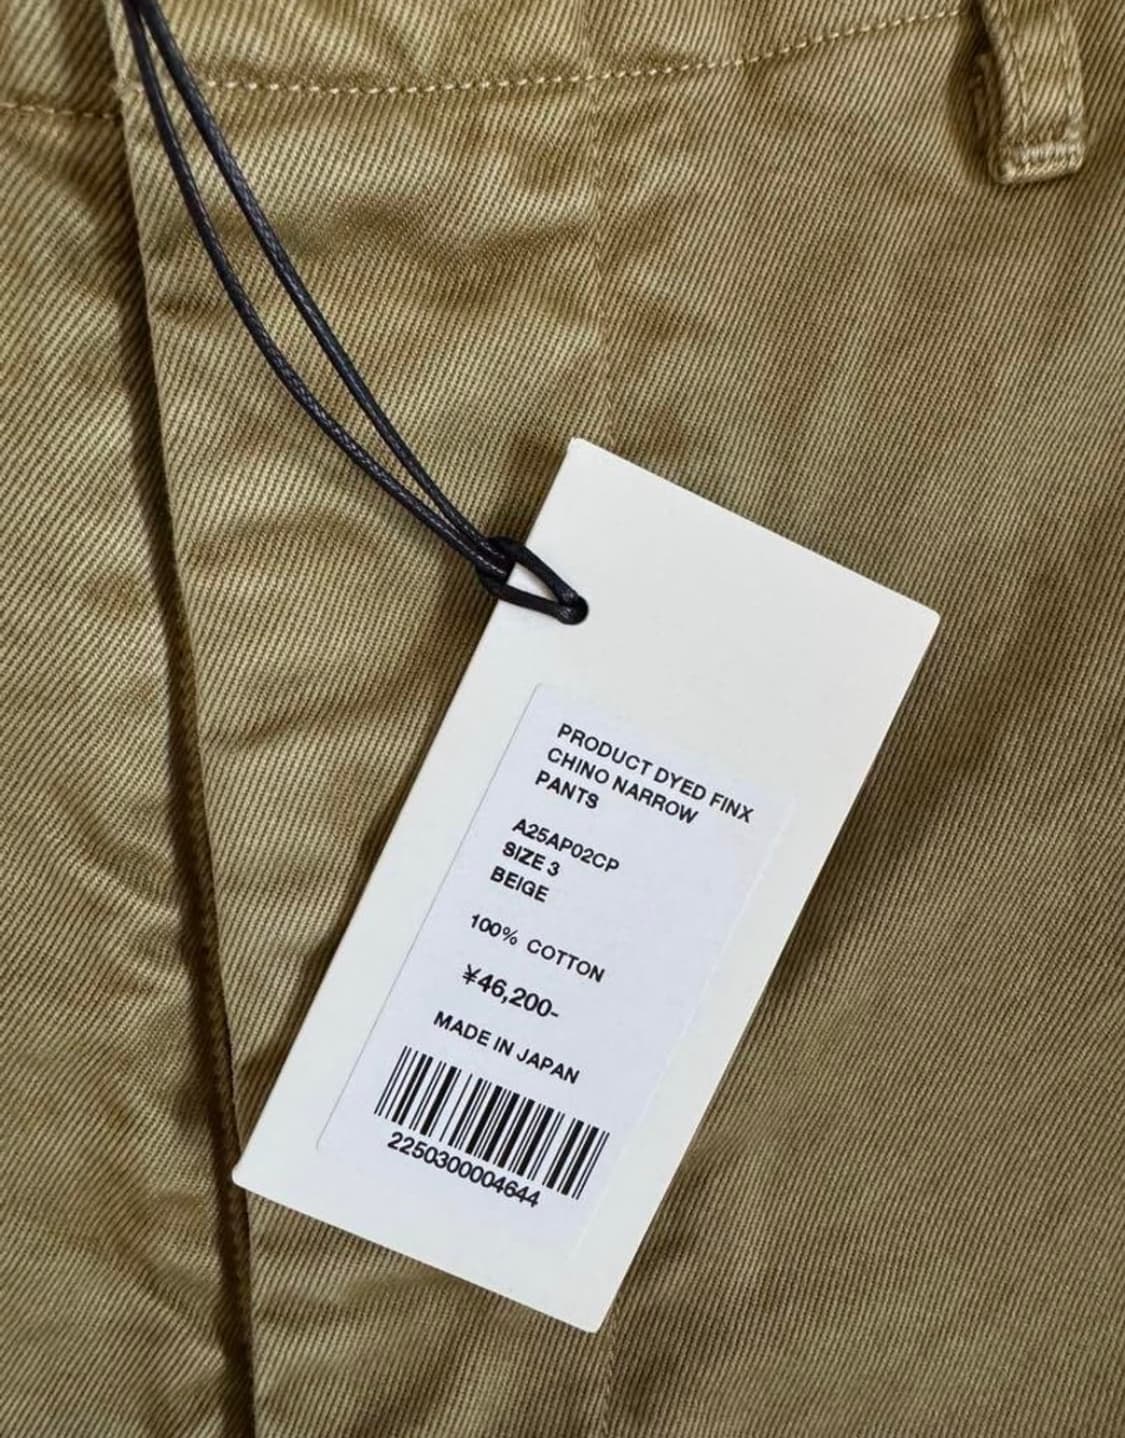 PRODUCT DYED FINX
CHINO NARROW
PANTS
A25AP02CP
SIZE 3
BEIGE
100% COTTON
¥46,200-
MADE IN JAPAN
2250300004644